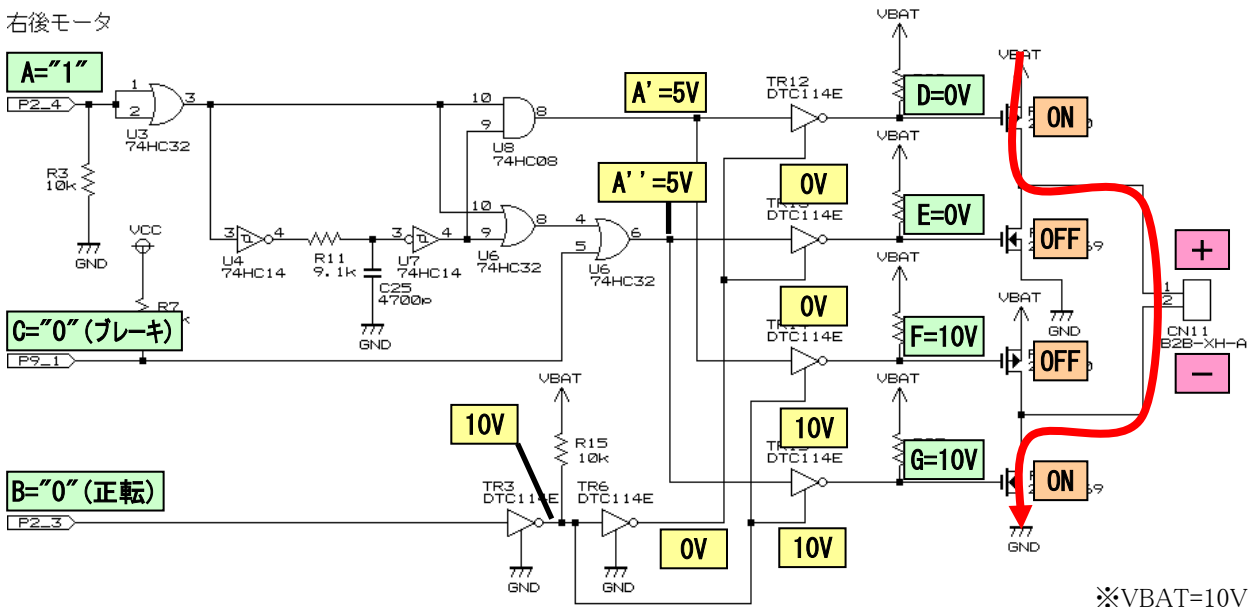 右後モータ
A="1"
P2_4
1
2
3
U3
74HC32
R3
10k
GND
VCC
C="0"(ブレーキ)
P9_1
B="0"(正転)
P2_3
3
4
U4
74HC14
R11
9.1k
C25
4700p
GND
3
4
U7
74HC14
10
9
8
U8
74HC08
10
9
8
U6
74HC32
4
5
6
U6
74HC32
A'=5V
A''=5V
VBAT
R15
10k
10V
TR3
DTC114E
GND
TR6
DTC114E
GND
0V
TR12
DTC114E
0V
DTC114E
0V
DTC114E
10V
DTC114E
10V
VBAT
D=0V
VBAT
E=0V
VBAT
F=10V
VBAT
G=10V
VBAT
ON
OFF
GND
VBAT
OFF
ON
GND
+
1
2
CN11
B2B-XH-A
−
※VBAT=10V